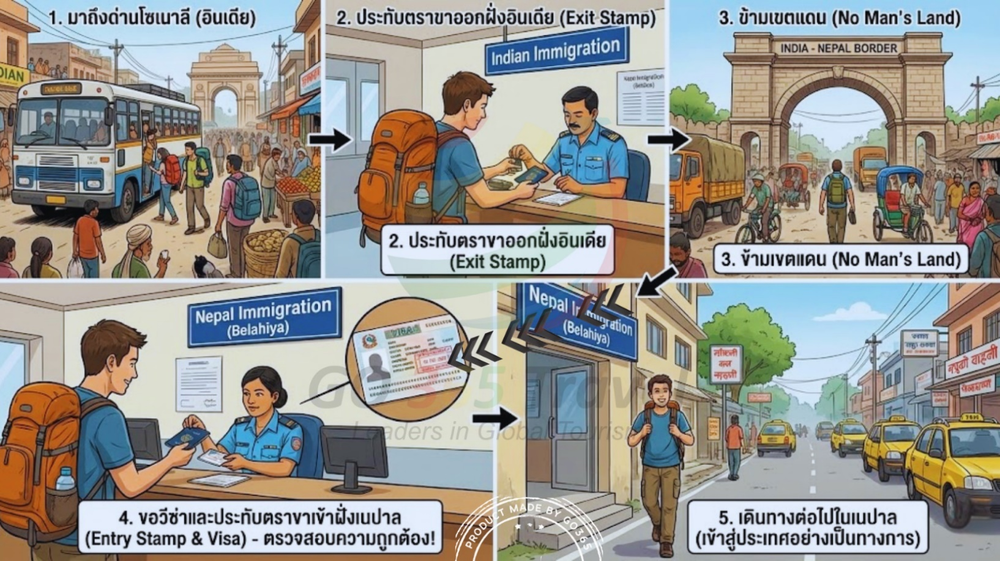 1. มาถึงด่านโซเนาลี (อินเดีย)
DIAN
2. ประทับตราขาออกฝั่งอินเดีย (Exit Stamp)
Indian Immigration
2. ประทับตราขาออกฝั่งอินเดีย
(Exit Stamp)
3. ข้ามเขตแดน (No Man's Land)
INDIA - NEPAL BORDER
3. ข้ามเขตแดน (No Man's Land)
Nepal Immigration
(Belahiya)
VISA
4. ขอวีซ่าและประทับตราขาเข้าฝั่งเนปาล
(Entry Stamp & Visa) - ตรวจสอบความถูกต้อง!
Nepal Immigration
(Belahiya)
5. เดินทางต่อไปในเนปาล
(เข้าสู่ประเทศอย่างเป็นทางการ)
GO365 Travel
Leaders in Global Tourism
PRODUCT MADE BY GO365